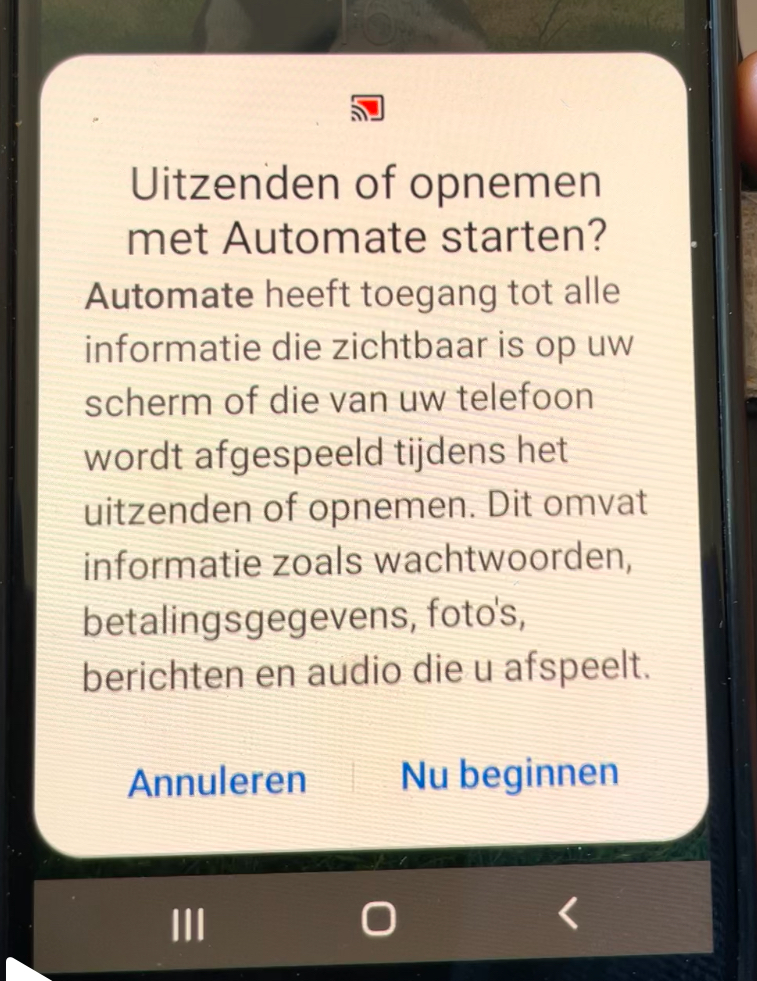 Uitzenden of opnemen
met Automate starten?
Automate heeft toegang tot alle
informatie die zichtbaar is op uw
scherm of die van uw telefoon
wordt afgespeeld tijdens het
uitzenden of opnemen. Dit omvat
informatie zoals wachtwoorden,
betalingsgegevens, foto's,
berichten en audio die u afspeelt.
Annuleren
Nu beginnen